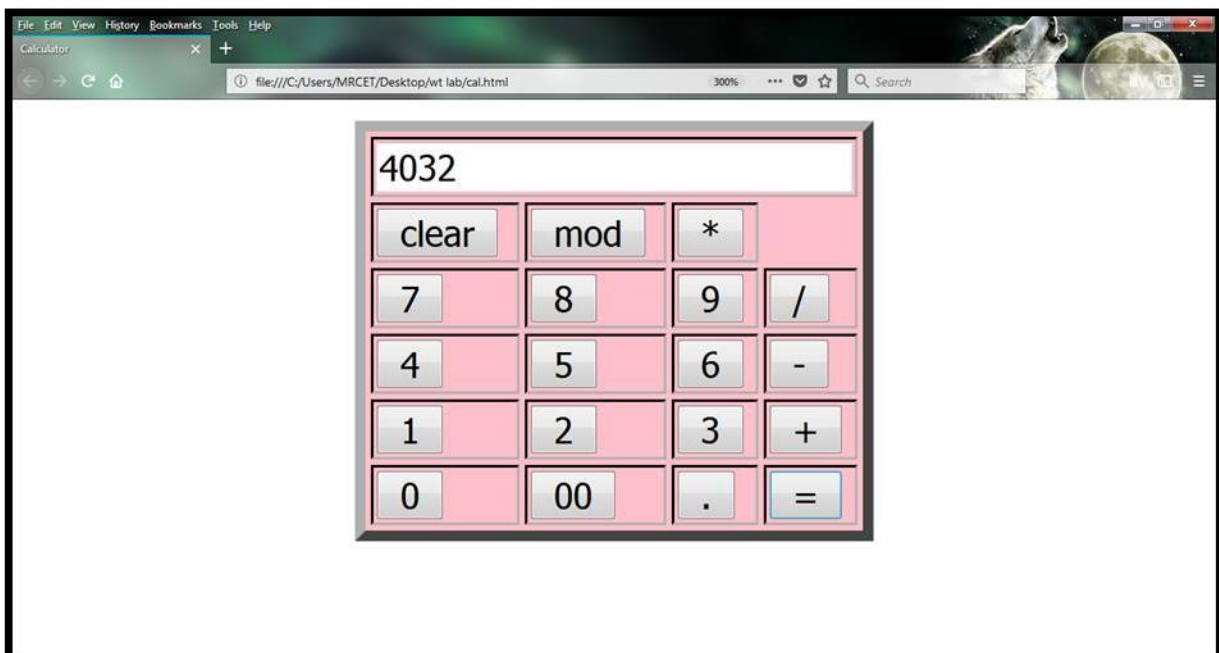 File Edit View History Bookmarks Tools Help
Calculator
file:///C:/Users/MRCET/Desktop/wt lab/cal.html 300% Search
4032
clear mod *
7 8 9 /
4 5 6 -
1 2 3 +
0 00 . =